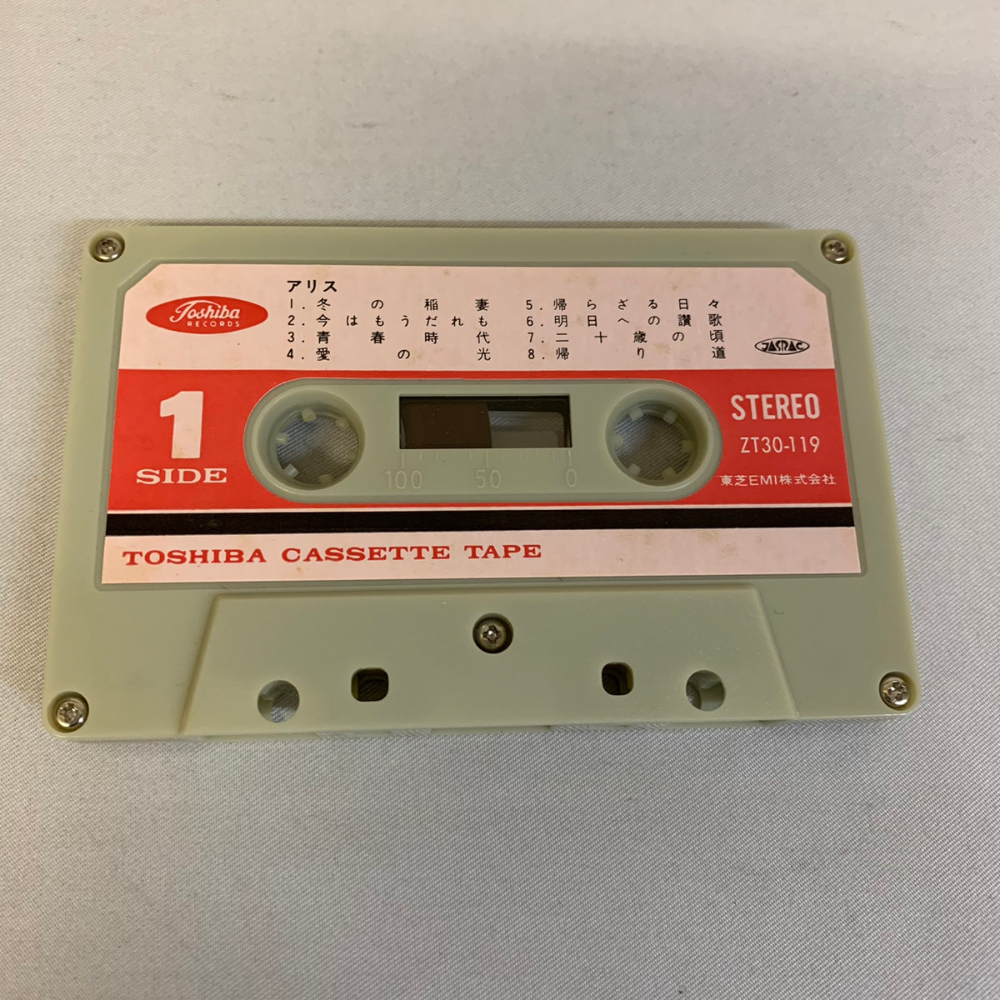 Toshiba
RECORDS
アリス
1. 冬の稲妻
2. 今はもうだれも
3. 青春時代
4. 愛の光
5. 帰らざる日々
6. 明日への讃歌
7. 二十歳の頃
8. 帰り道
JASRAC
1
SIDE
STEREO
ZT30-119
東芝EMI株式会社
100 50 0
TOSHIBA CASSETTE TAPE